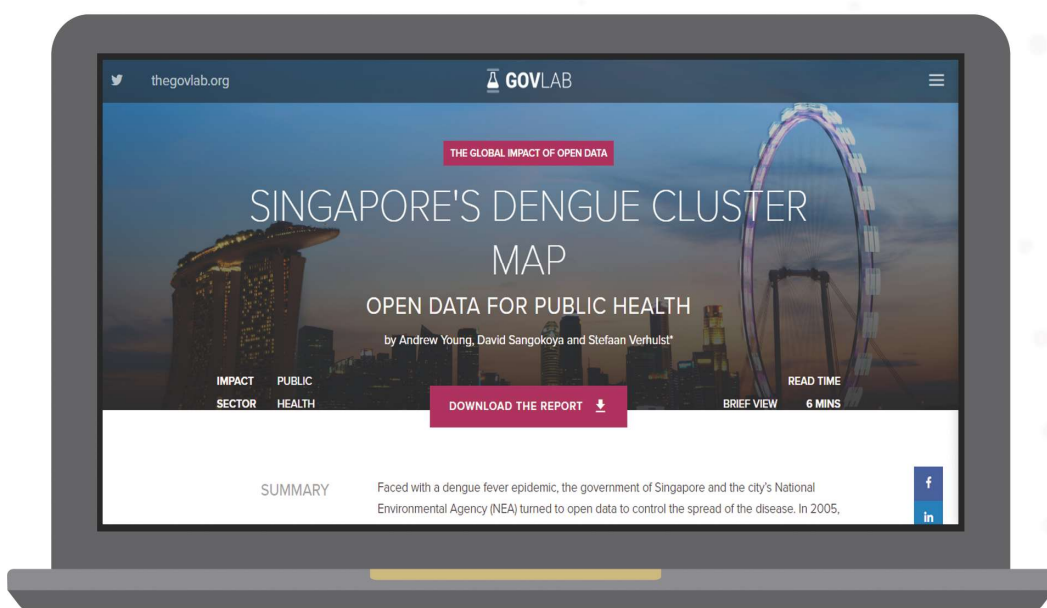 thegovlab.org
GOVLAB
THE GLOBAL IMPACT OF OPEN DATA
SINGAPORE'S DENGUE CLUSTER
MAP
OPEN DATA FOR PUBLIC HEALTH
by Andrew Young, David Sangokoya and Stefaan Verhulst*
IMPACT PUBLIC
SECTOR HEALTH
DOWNLOAD THE REPORT
READ TIME
BRIEF VIEW 6 MINS
SUMMARY
Faced with a dengue fever epidemic, the government of Singapore and the city's National
Environmental Agency (NEA) turned to open data to control the spread of the disease. In 2005,
f
in